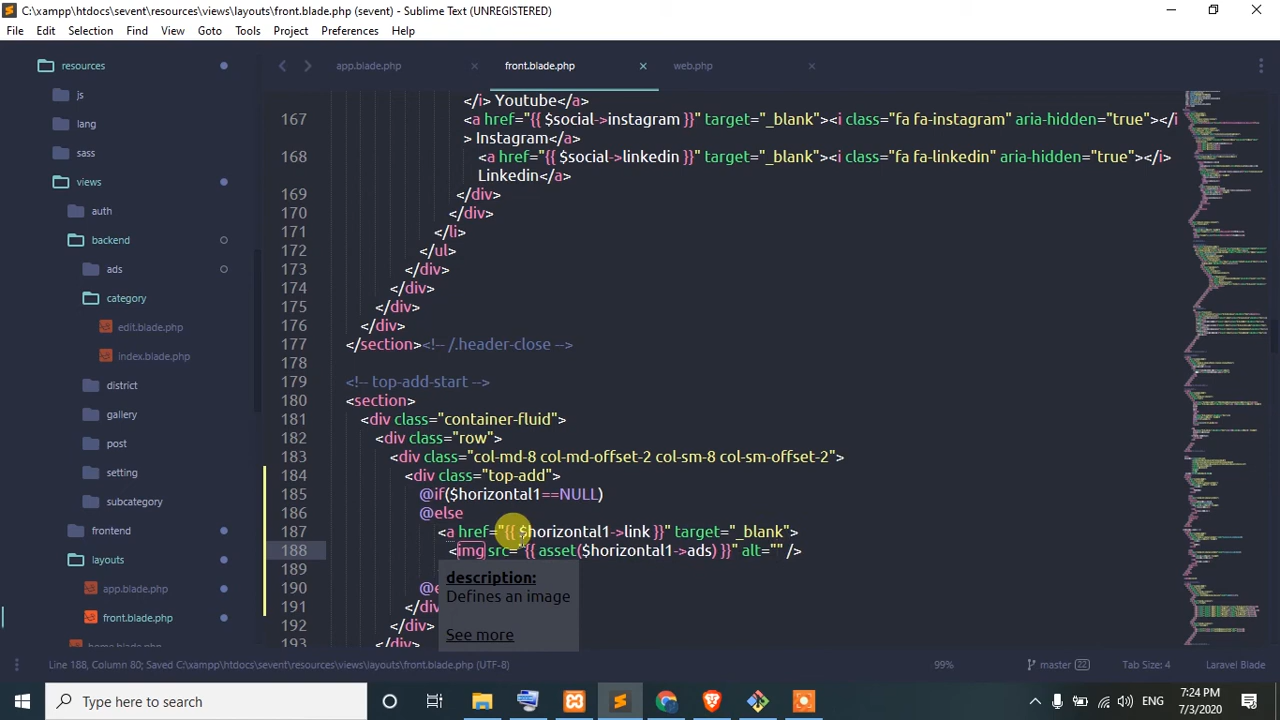 C:\xampp\htdocs\sevent\resources\views\layouts\front.blade.php (sevent) - Sublime Text (UNREGISTERED)
File Edit Selection Find View Goto Tools Project Preferences Help
resources
js
lang
sass
views
auth
backend
ads
category
edit.blade.php
index.blade.php
district
gallery
post
setting
subcategory
frontend
layouts
app.blade.php
front.blade.php
home.blade.php
app.blade.php front.blade.php web.php
</i> Youtube</a>
167 <a href="{{ $social->instagram }}" target="_blank"><i class="fa fa-instagram" aria-hidden="true"></i
> Instagram</a>
168 <a href="{{ $social->linkedin }}" target="_blank"><i class="fa fa-linkedin" aria-hidden="true"></i>
Linkedin</a>
169 </div>
170 </div>
171 </li>
172 </ul>
173 </div>
174 </div>
175 </div>
176 </div>
177 </section><!-- /.header-close -->
178
179 <!-- top-add-start -->
180 <section>
181 <div class="container-fluid">
182 <div class="row">
183 <div class="col-md-8 col-md-offset-2 col-sm-8 col-sm-offset-2">
184 <div class="top-add">
185 @if($horizontal1==NULL)
186 @else
187 <a href="{{ $horizontal1->link }}" target="_blank">
188 <img src="{{ asset($horizontal1->ads) }}" alt="" />
189
190 @e
191 </div
192 </div>
193 </div>
description:
Defines an image
See more
Line 188, Column 80; Saved C:\xampp\htdocs\sevent\resources\views\layouts\front.blade.php (UTF-8) 99% master 22 Tab Size: 4 Laravel Blade
Type here to search
ENG
7:24 PM
7/3/2020